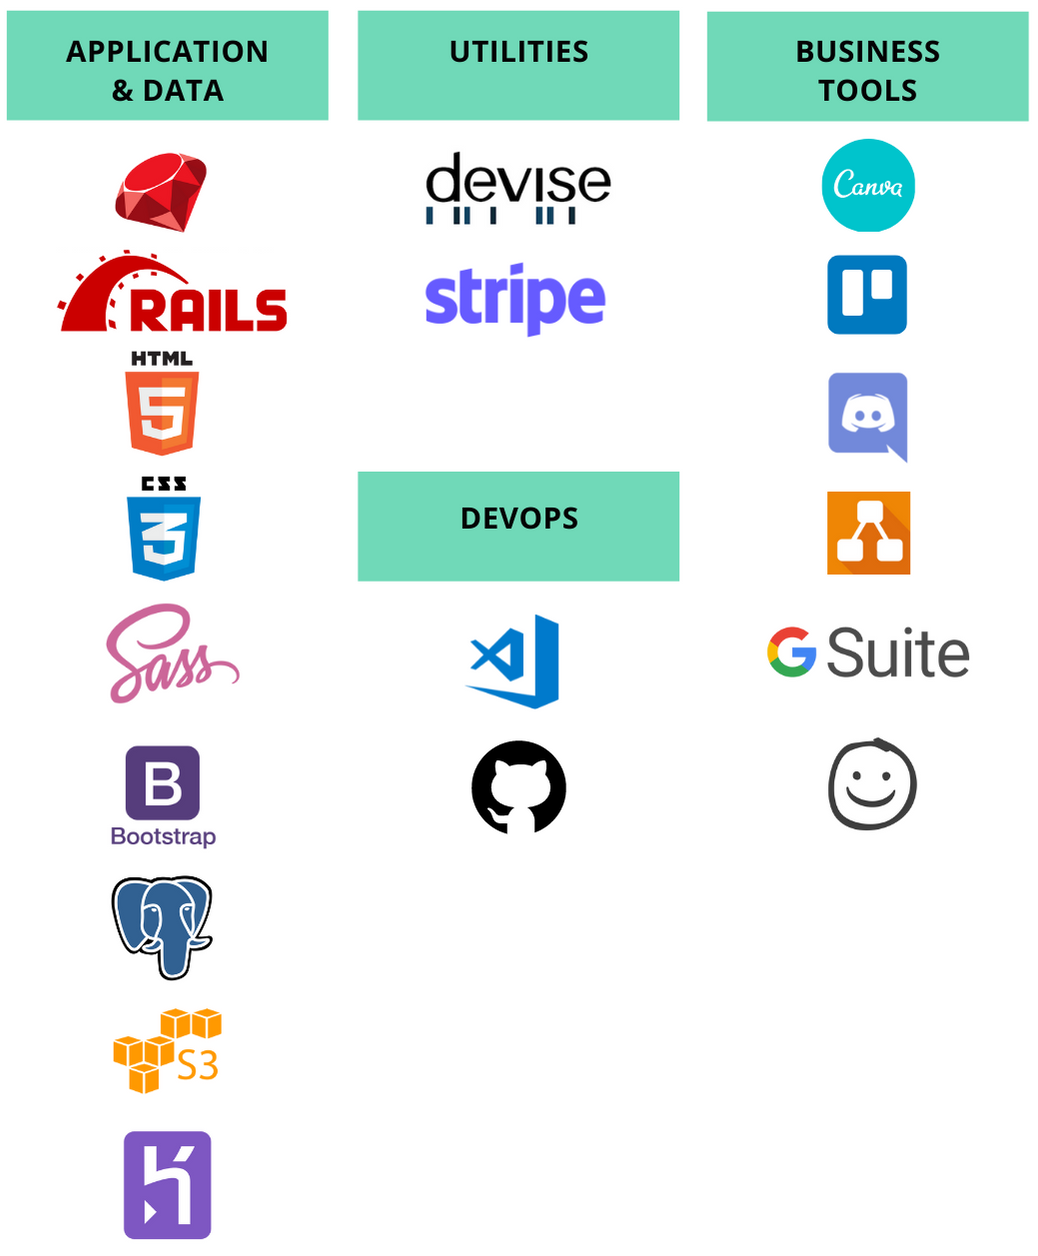 APPLICATION
& DATA
RAILS
HTML
5
CSS
3
Sass
B
Bootstrap
S3
UTILITIES
devise
stripe
DEVOPS
BUSINESS
TOOLS
Canva
G Suite